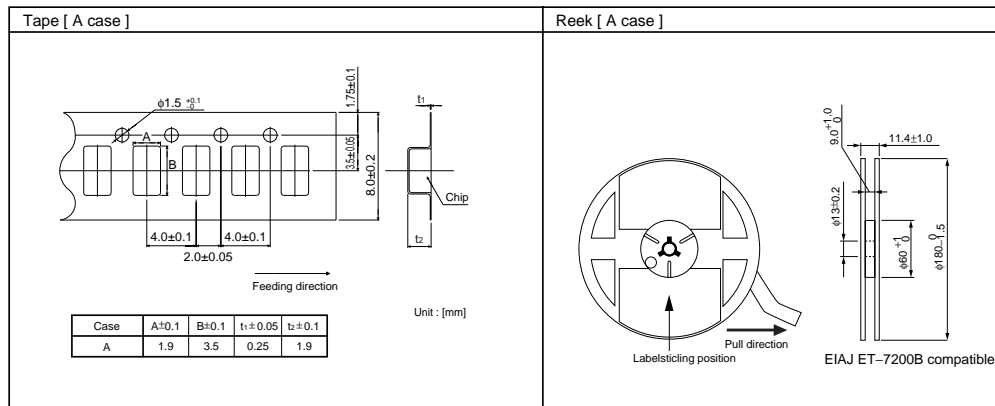 Tape [ A case ]
φ1.5 +0.1 −0
A
B
1.75±0.1
3.5±0.05
8.0±0.2
4.0±0.1
4.0±0.1
2.0±0.05
Feeding direction
t1
Chip
t2
Unit : [mm]
Case A±0.1 B±0.1 t1±0.05 t2±0.1
A 1.9 3.5 0.25 1.9
Reek [ A case ]
Labelsticling position
Pull direction
9.0 +1.0 0
11.4±1.0
φ13±0.2
φ60 +1 0
φ180 0 −1.5
EIAJ ET−7200B compatible